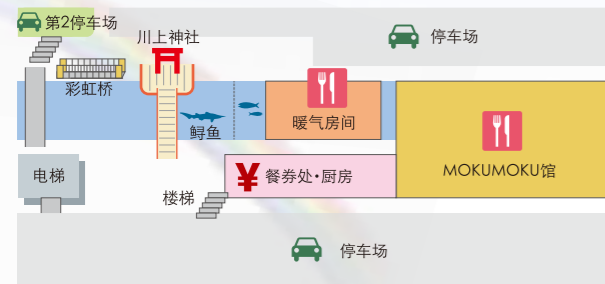 第2停车场
川上神社
停车场
彩虹桥
鲟鱼
暖气房间
MOKUMOKU馆
电梯
楼梯
¥ 餐券处·厨房
停车场